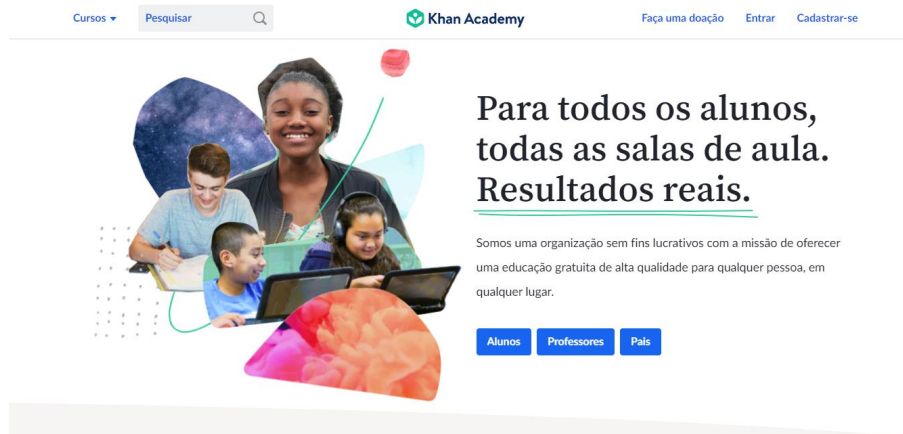 Cursos
Pesquisar
Khan Academy
Faça uma doação
Entrar
Cadastrar-se
Para todos os alunos,
todas as salas de aula.
Resultados reais.
Somos uma organização sem fins lucrativos com a missão de oferecer
uma educação gratuita de alta qualidade para qualquer pessoa, em
qualquer lugar.
Alunos
Professores
Pais